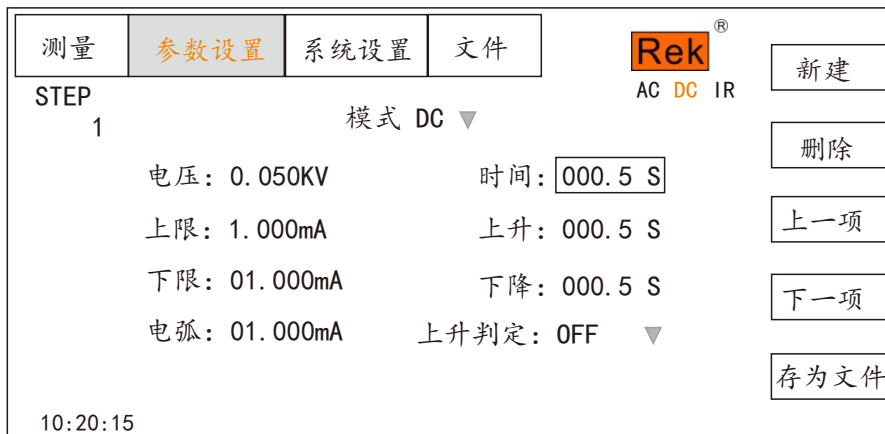 测量 参数设置 系统设置 文件 Rek®
AC DC IR
STEP
1
模式 DC ▼
电压: 0.050KV 时间: 000.5 S
上限: 1.000mA 上升: 000.5 S
下限: 01.000mA 下降: 000.5 S
电弧: 01.000mA 上升判定: OFF ▼
10:20:15
新建
删除
上一项
下一项
存为文件